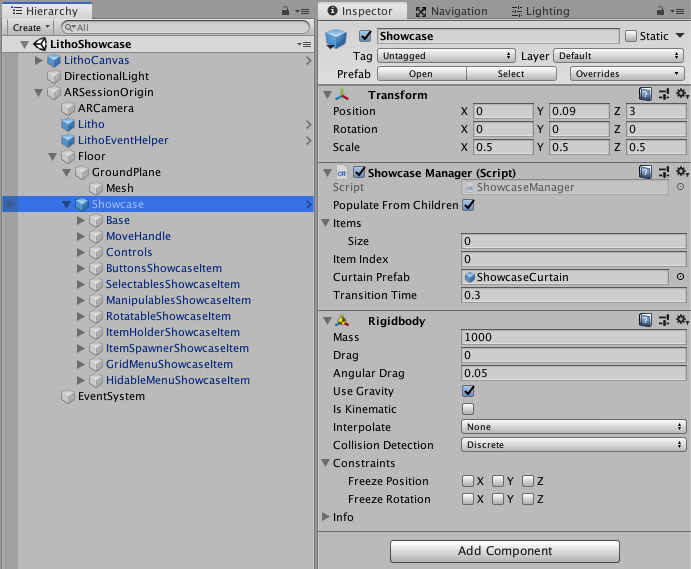 Hierarchy
Create
All
LithoShowcase
LithoCanvas
DirectionalLight
ARSessionOrigin
ARCamera
Litho
LithoEventHelper
Floor
GroundPlane
Mesh
Showcase
Base
MoveHandle
Controls
ButtonsShowcaseItem
SelectablesShowcaseItem
ManipulablesShowcaseItem
RotatableShowcaseItem
ItemHolderShowcaseItem
ItemSpawnerShowcaseItem
GridMenuShowcaseItem
HidableMenuShowcaseItem
EventSystem
Inspector Navigation Lighting
Showcase Static
Tag Untagged Layer Default
Prefab Open Select Overrides
Transform
Position X 0 Y 0.09 Z 3
Rotation X 0 Y 0 Z 0
Scale X 0.5 Y 0.5 Z 0.5
Showcase Manager (Script)
Script ShowcaseManager
Populate From Children
Items
Size 0
Item Index 0
Curtain Prefab ShowcaseCurtain
Transition Time 0.3
Rigidbody
Mass 1000
Drag 0
Angular Drag 0.05
Use Gravity
Is Kinematic
Interpolate None
Collision Detection Discrete
Constraints
Freeze Position X Y Z
Freeze Rotation X Y Z
Info
Add Component